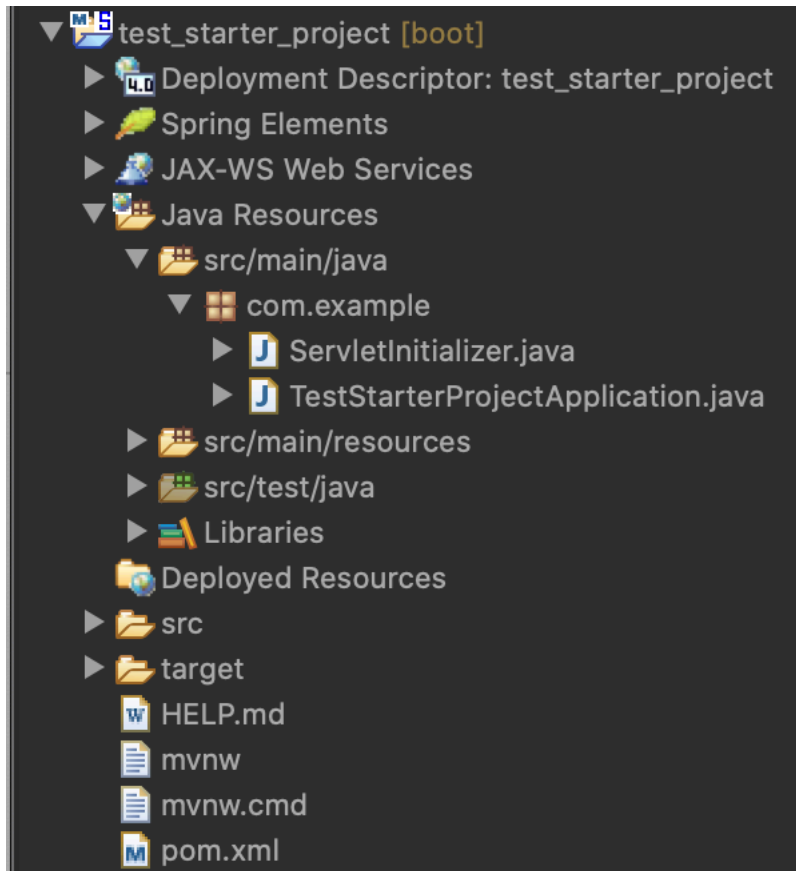 test_starter_project [boot]
Deployment Descriptor: test_starter_project
Spring Elements
JAX-WS Web Services
Java Resources
src/main/java
com.example
ServletInitializer.java
TestStarterProjectApplication.java
src/main/resources
src/test/java
Libraries
Deployed Resources
src
target
HELP.md
mvnw
mvnw.cmd
pom.xml